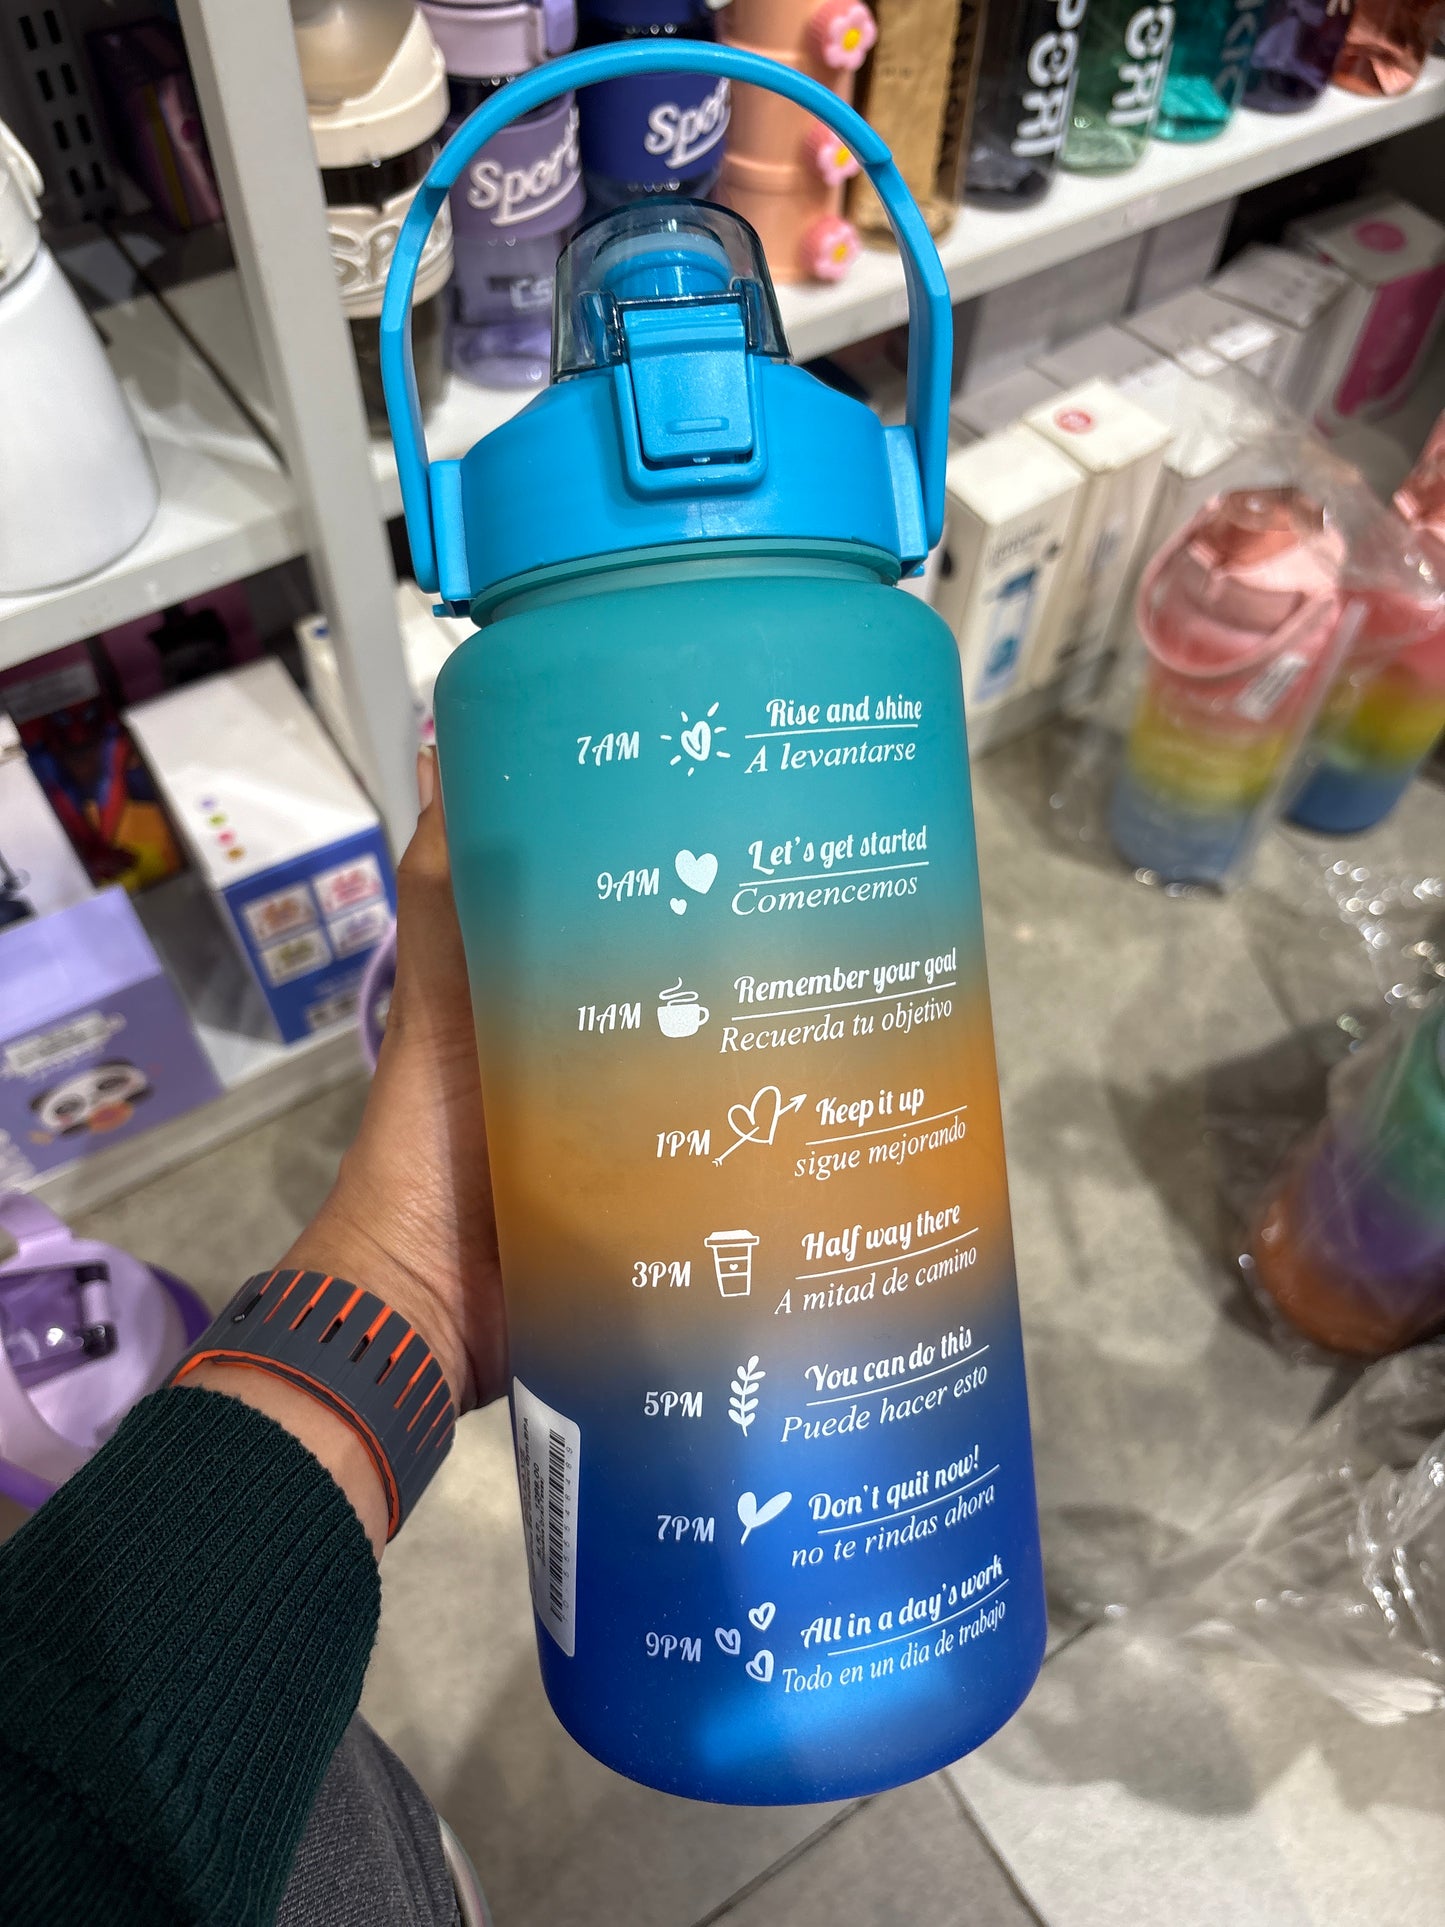 Sport
Sport
7AM
Rise and shine
A levantarse
9AM
Let's get started
Comencemos
11AM
Remember your goal
Recuerda tu objetivo
1PM
Keep it up
sigue mejorando
3PM
Half way there
A mitad de camino
5PM
You can do this
Puede hacer esto
7PM
Don't quit now!
no te rindas ahora
9PM
All in a day's work
Todo en un dia de trabajo